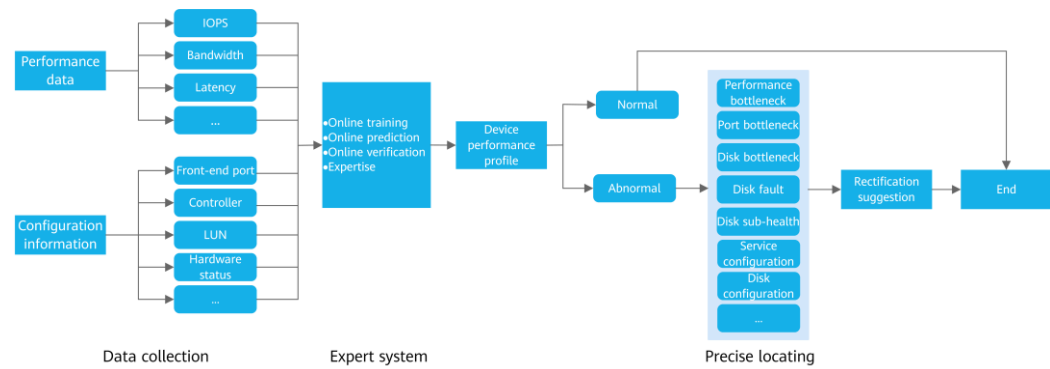 Performance
data
IOPS
Bandwidth
Latency
...
Configuration
information
Front-end port
Controller
LUN
Hardware
status
...
•Online training
•Online prediction
•Online verification
•Expertise
Device
performance
profile
Normal
Abnormal
Performance
bottleneck
Port bottleneck
Disk bottleneck
Disk fault
Disk sub-health
Service
configuration
Disk
configuration
...
Rectification
suggestion
End
Data collection
Expert system
Precise locating